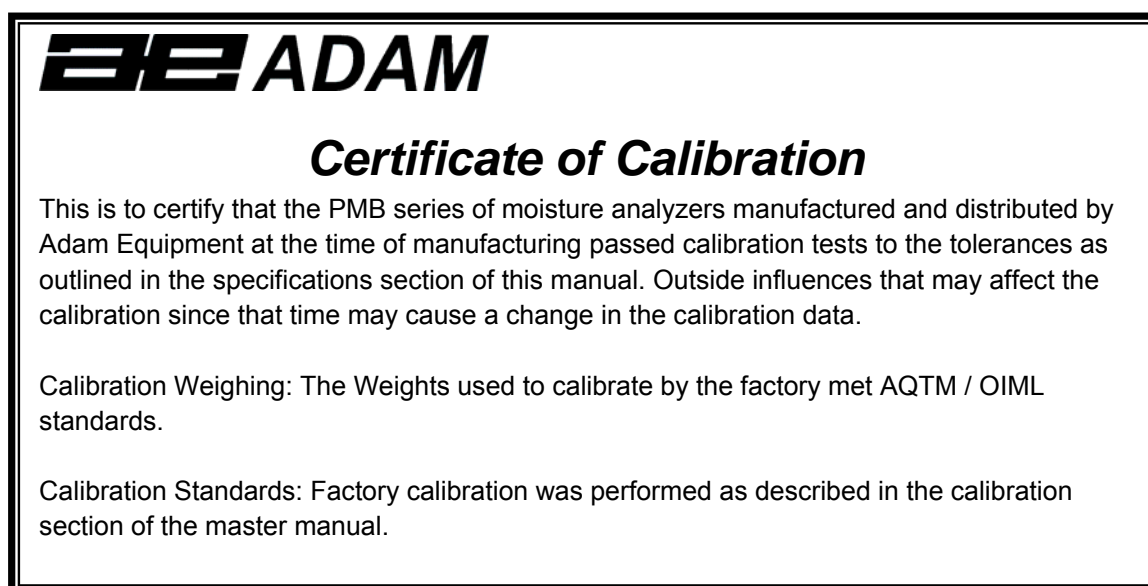 ae ADAM
Certificate of Calibration
This is to certify that the PMB series of moisture analyzers manufactured and distributed by
Adam Equipment at the time of manufacturing passed calibration tests to the tolerances as
outlined in the specifications section of this manual. Outside influences that may affect the
calibration since that time may cause a change in the calibration data.
Calibration Weighing: The Weights used to calibrate by the factory met AQTM / OIML
standards.
Calibration Standards: Factory calibration was performed as described in the calibration
section of the master manual.